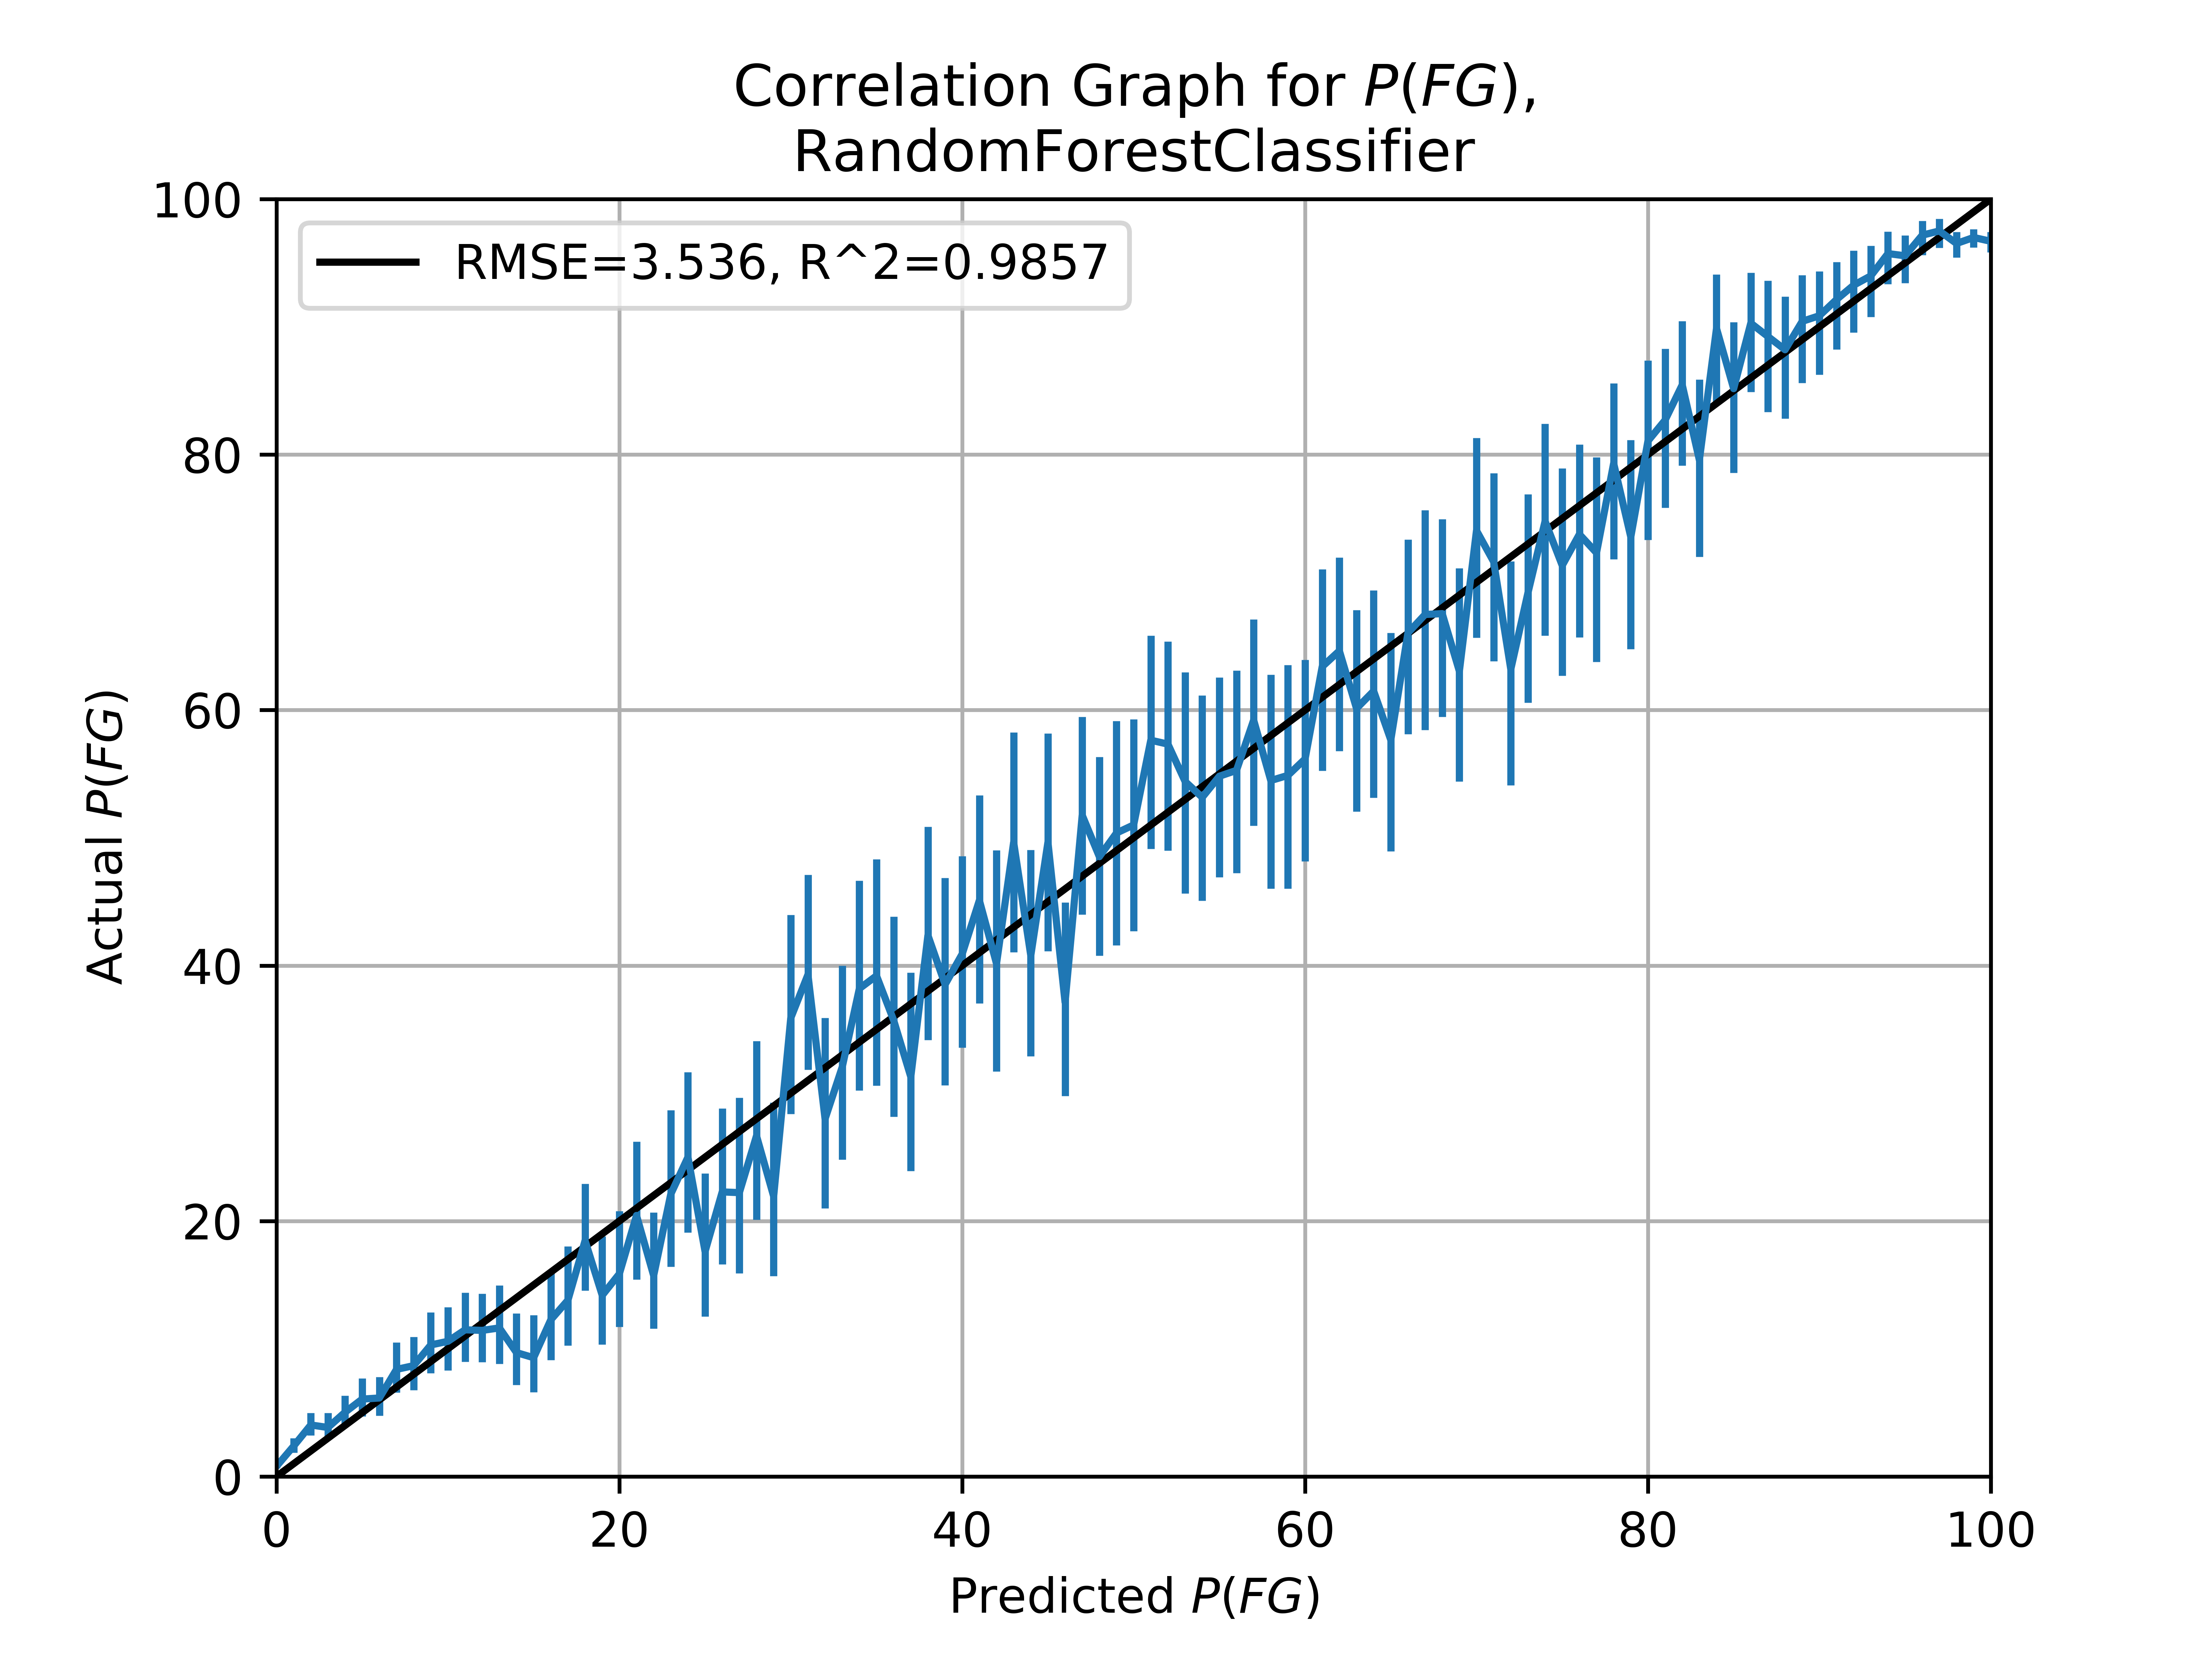 Correlation Graph for P(FG),
RandomForestClassifier
RMSE=3.536, R^2=0.9857
100
80
60
40
20
0
Actual P(FG)
0 20 40 60 80 100
Predicted P(FG)